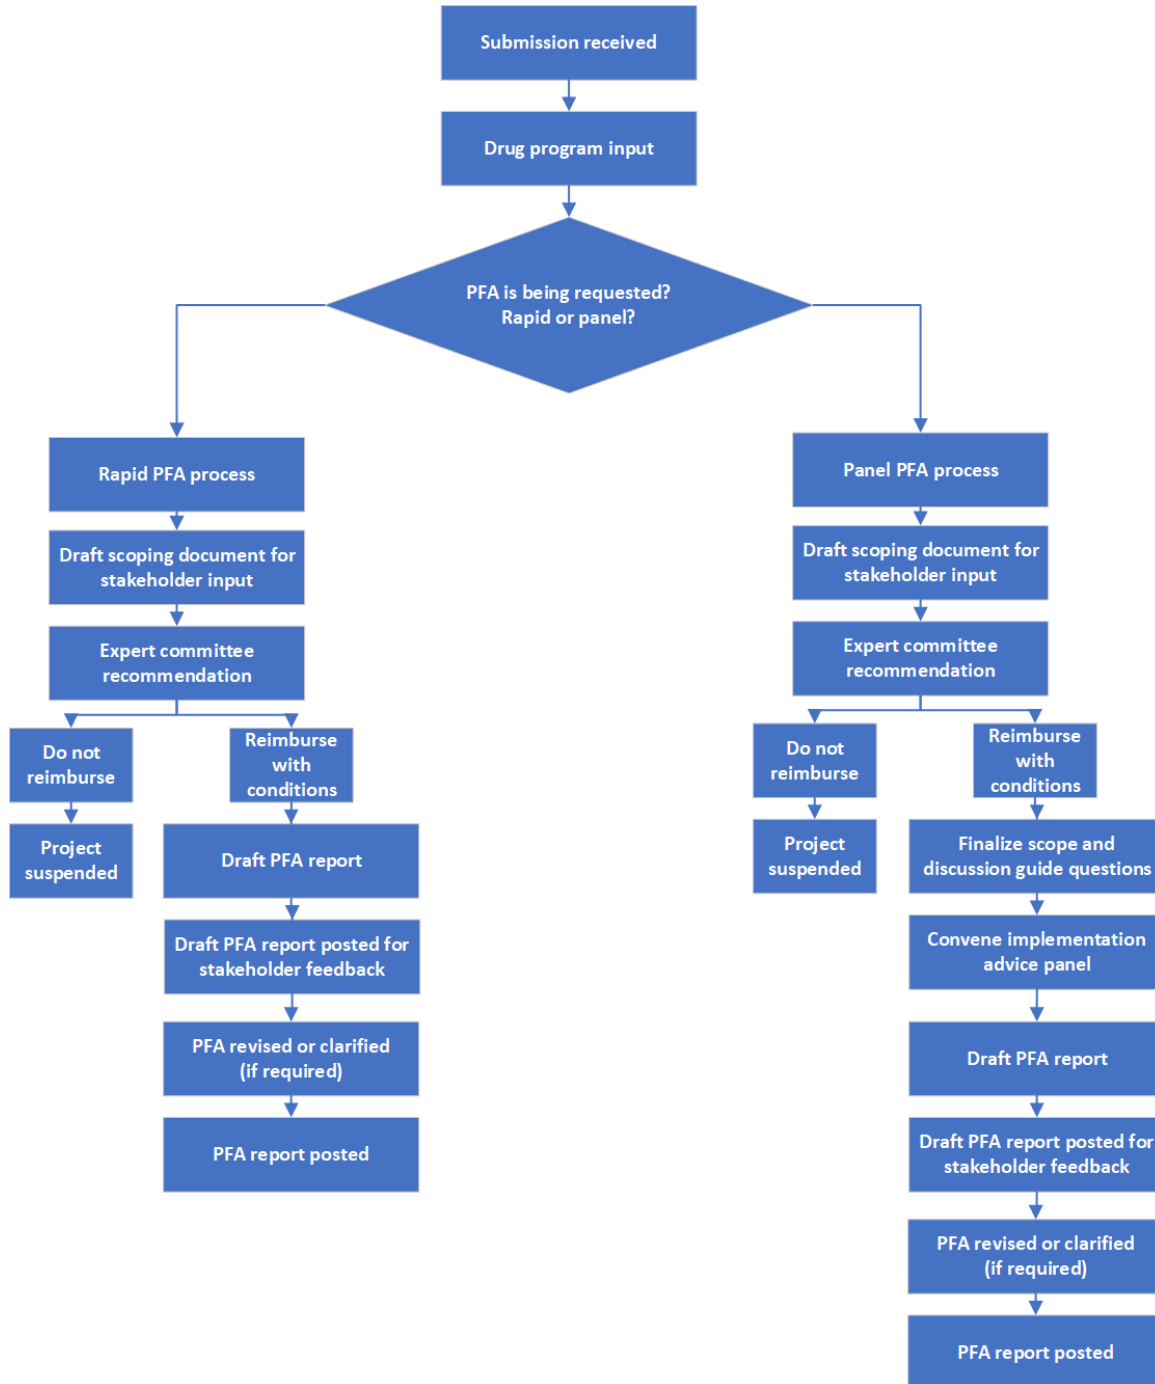 Submission received
Drug program input
PFA is being requested?
Rapid or panel?
Rapid PFA process
Draft scoping document for
stakeholder input
Expert committee
recommendation
Do not
reimburse
Project
suspended
Reimburse
with
conditions
Draft PFA report
Draft PFA report posted for
stakeholder feedback
PFA revised or clarified
(if required)
PFA report posted
Panel PFA process
Draft scoping document for
stakeholder input
Expert committee
recommendation
Do not
reimburse
Project
suspended
Reimburse
with
conditions
Finalize scope and
discussion guide questions
Convene implementation
advice panel
Draft PFA report
Draft PFA report posted for
stakeholder feedback
PFA revised or clarified
(if required)
PFA report posted